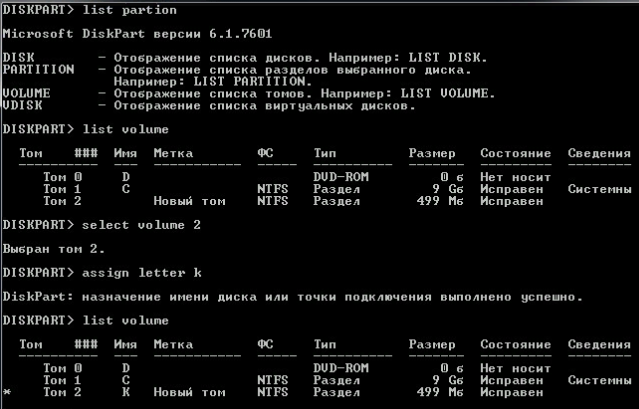 DISKPART> list partion
Microsoft DiskPart версии 6.1.7601
DISK - Отображение списка дисков. Например: LIST DISK.
PARTITION - Отображение списка разделов выбранного диска.
Например: LIST PARTITION.
VOLUME - Отображение списка томов. Например: LIST VOLUME.
VDISK - Отображение списка виртуальных дисков.
DISKPART> list volume
Том ### Имя Метка ФС Тип Размер Состояние Сведения
---------- --- ----------- ----- ---------- ------- --------- --------
Том 0 D DVD-ROM 0 б Нет носит
Том 1 C NTFS Раздел 9 Gб Исправен Системны
Том 2 Новый том NTFS Раздел 499 Mб Исправен
DISKPART> select volume 2
Выбран том 2.
DISKPART> assign letter k
DiskPart: назначение имени диска или точки подключения выполнено успешно.
DISKPART> list volume
Том ### Имя Метка ФС Тип Размер Состояние Сведения
---------- --- ----------- ----- ---------- ------- --------- --------
Том 0 D DVD-ROM 0 б Нет носит
Том 1 C NTFS Раздел 9 Gб Исправен Системны
* Том 2 K Новый том NTFS Раздел 499 Mб Исправен